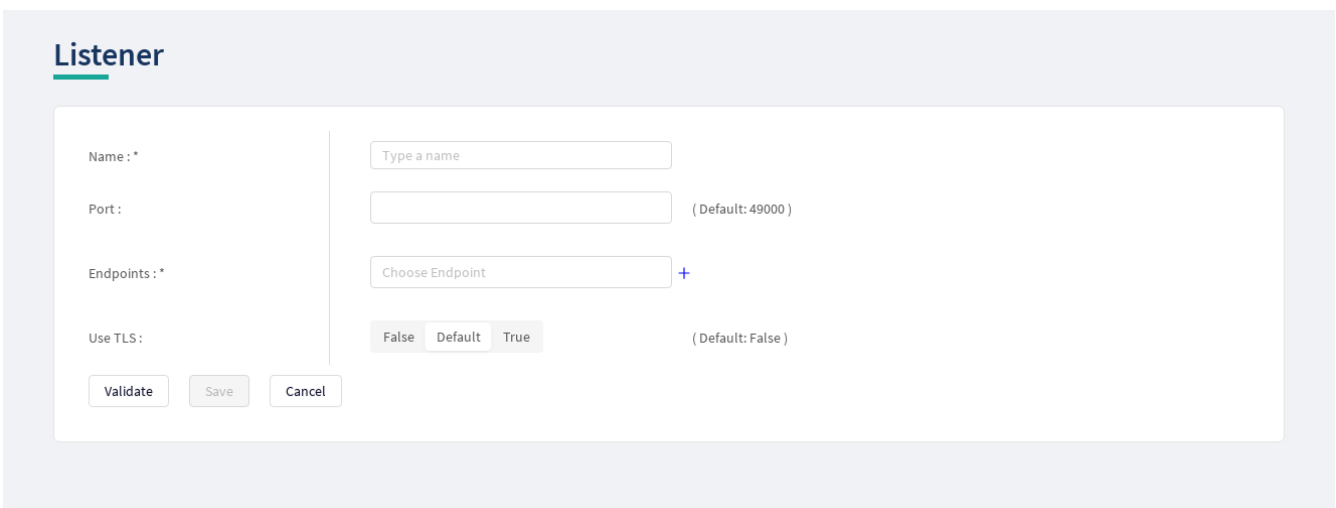 Listener
Name : * Type a name
Port : ( Default: 49000 )
Endpoints : * Choose Endpoint +
Use TLS : False Default True ( Default: False )
Validate Save Cancel